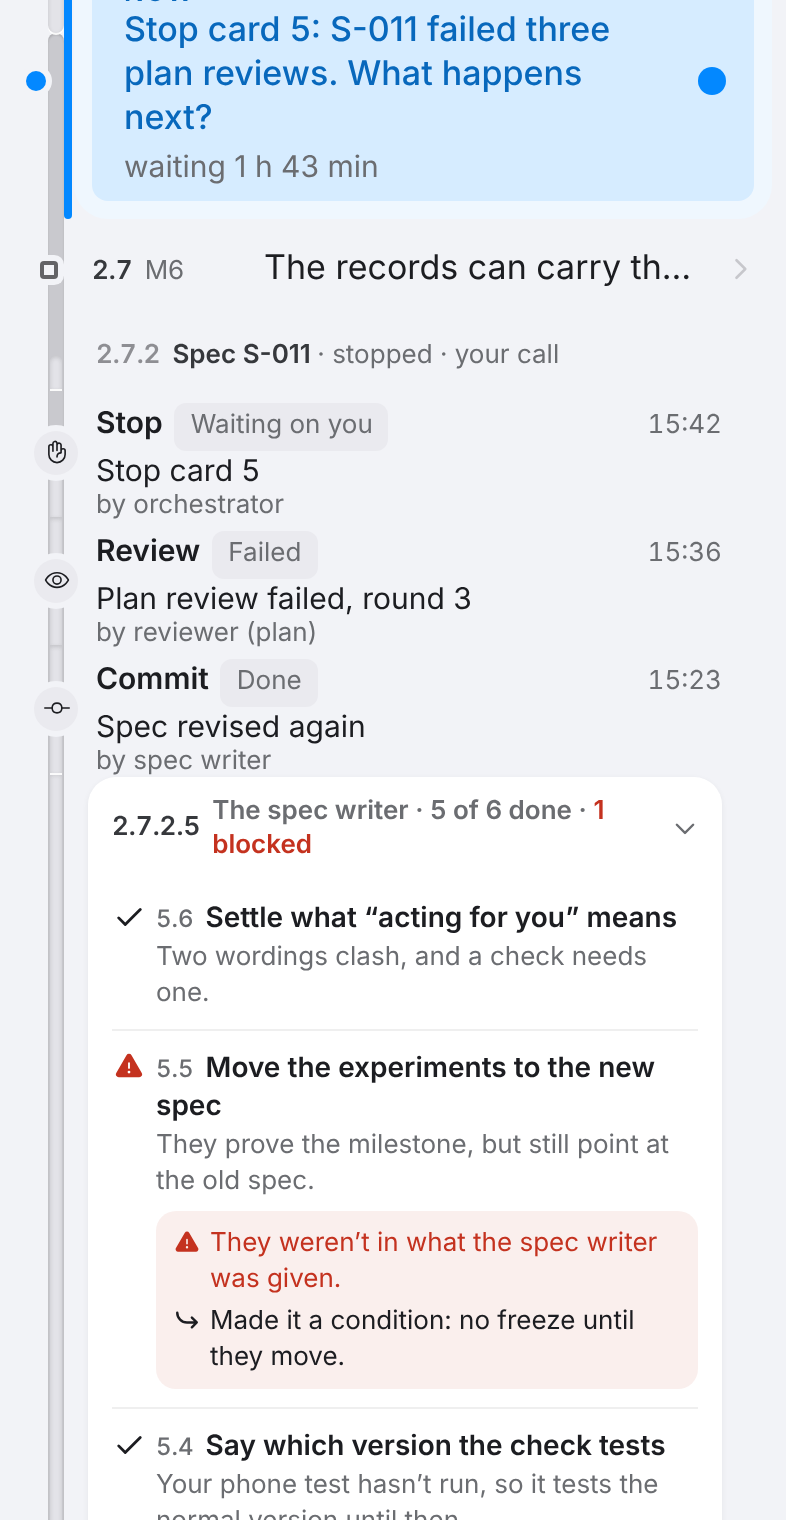 Stop card 5: S-011 failed three
plan reviews. What happens
next?
waiting 1 h 43 min
2.7 M6 The records can carry th...
2.7.2 Spec S-011 · stopped · your call
Stop Waiting on you 15:42
Stop card 5
by orchestrator
Review Failed 15:36
Plan review failed, round 3
by reviewer (plan)
Commit Done 15:23
Spec revised again
by spec writer
2.7.2.5 The spec writer · 5 of 6 done · 1
blocked
5.6 Settle what “acting for you” means
Two wordings clash, and a check needs
one.
5.5 Move the experiments to the new
spec
They prove the milestone, but still point at
the old spec.
They weren’t in what the spec writer
was given.
Made it a condition: no freeze until
they move.
5.4 Say which version the check tests
Your phone test hasn’t run, so it tests the
normal version until then